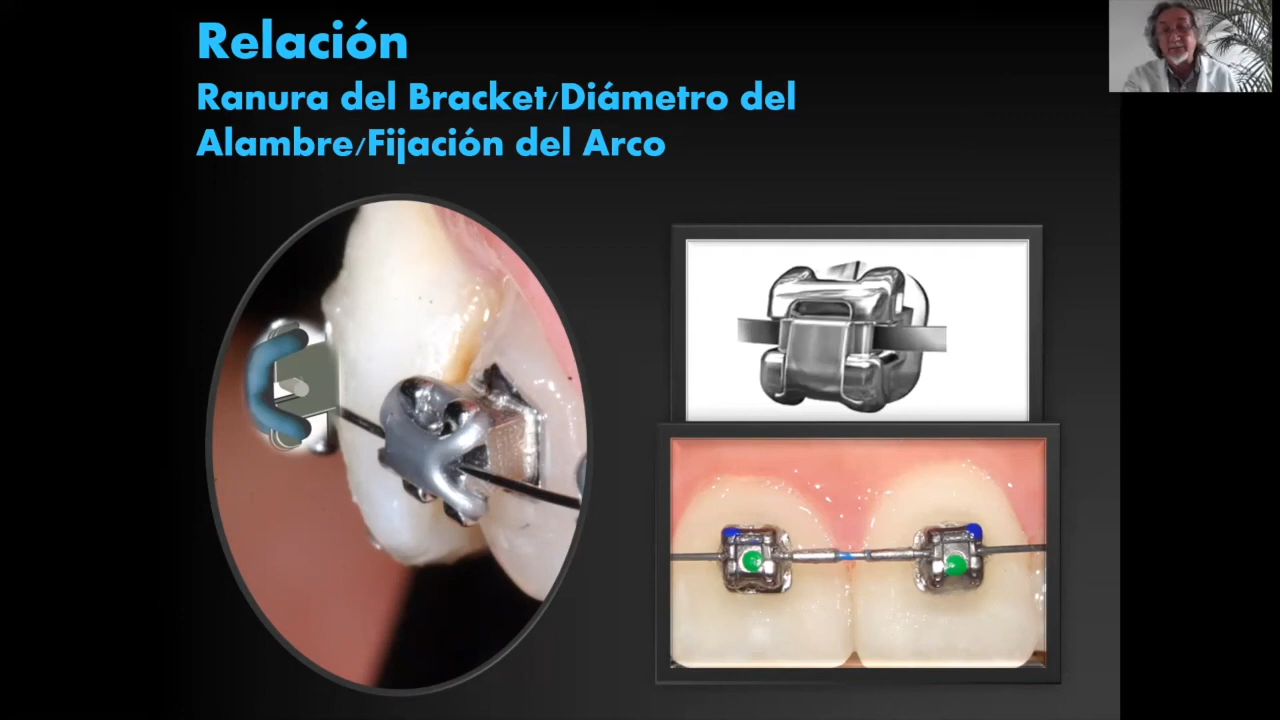 Relación
Ranura del Bracket/Diámetro del
Alambre/Fijación del Arco